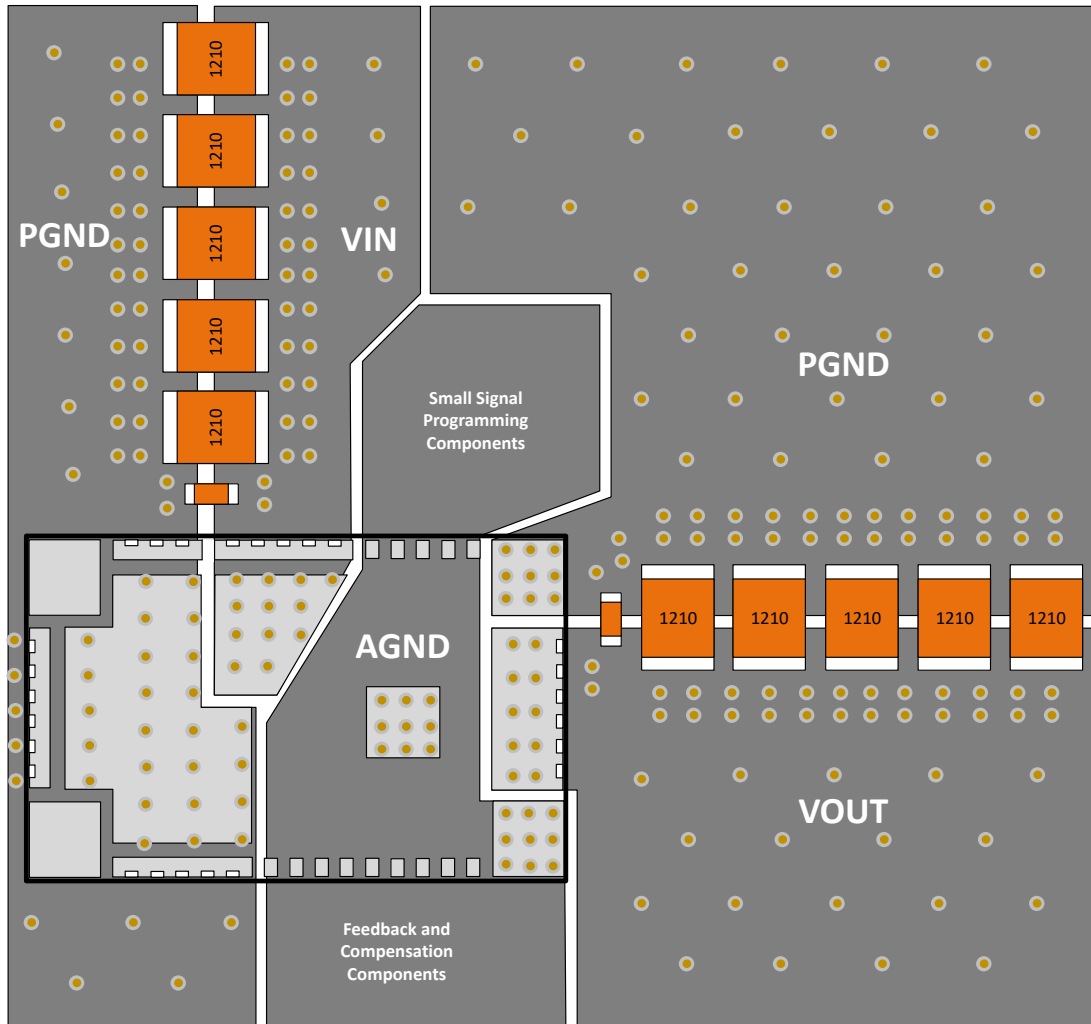 1210
1210
1210
1210
1210
PGND
VIN
Small Signal
Programming
Components
PGND
AGND
1210
1210
1210
1210
1210
VOUT
Feedback and
Compensation
Components